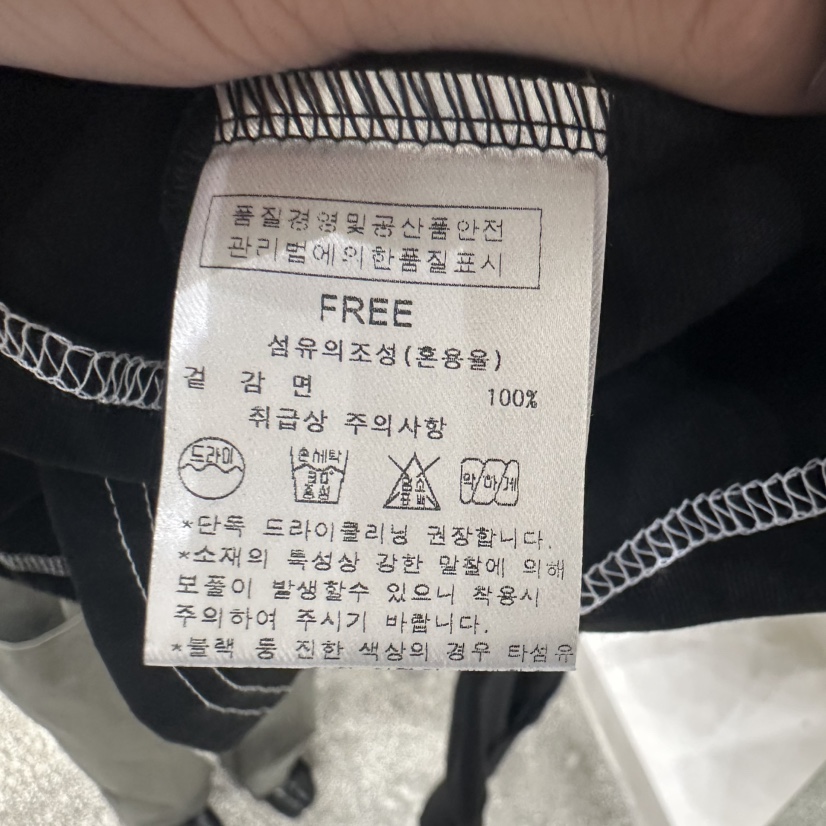 품질경영및공산품안전
관리법에의한품질표시
FREE
섬유의조성(혼용율)
겉 감 면 100%
취급상 주의사항
드라이
손세탁
30°
중성
염소
표백
약하게
*단독 드라이클리닝 권장합니다.
*소재의 특성상 강한 말찰에 의해
보풀이 발생할수 있으니 착용시
주의하여 주시기 바랍니다.
*블랙 등 진한 색상의 경우 타섬유